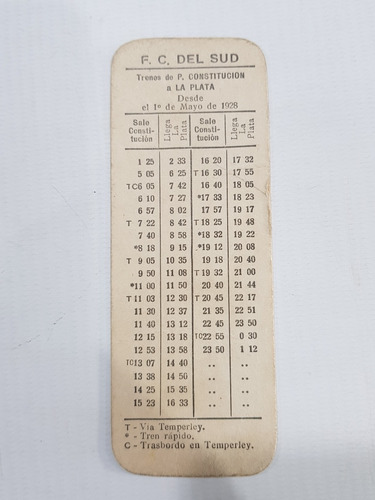 F. C. DEL SUD
Trenes de P. CONSTITUCION
a LA PLATA
Desde
el 1º de Mayo de 1928
Sale Constitución Llega La Plata Sale Constitución Llega La Plata
1 25 2 33 16 20 17 32
5 05 6 25 T 16 30 17 55
TC6 05 7 42 16 40 18 05
6 10 7 27 *17 33 18 23
6 57 8 02 17 57 19 17
T 7 22 8 42 T 18 25 19 48
7 40 8 58 *18 32 19 22
*8 18 9 15 *19 12 20 08
T 9 05 10 35 19 18 20 40
9 50 11 08 T 19 32 21 00
*11 00 11 50 20 40 21 44
T 11 03 12 30 T 20 45 22 17
11 30 12 37 21 35 22 51
11 40 13 12 22 45 23 50
12 15 13 18 TC22 55 0 30
12 53 13 58 23 50 1 12
TC13 07 14 40 .. ..
13 38 14 50 .. ..
14 25 15 35 .. ..
15 23 16 33 .. ..
T - Via Temperley.
* - Tren rápido.
C - Trasbordo en Temperley.